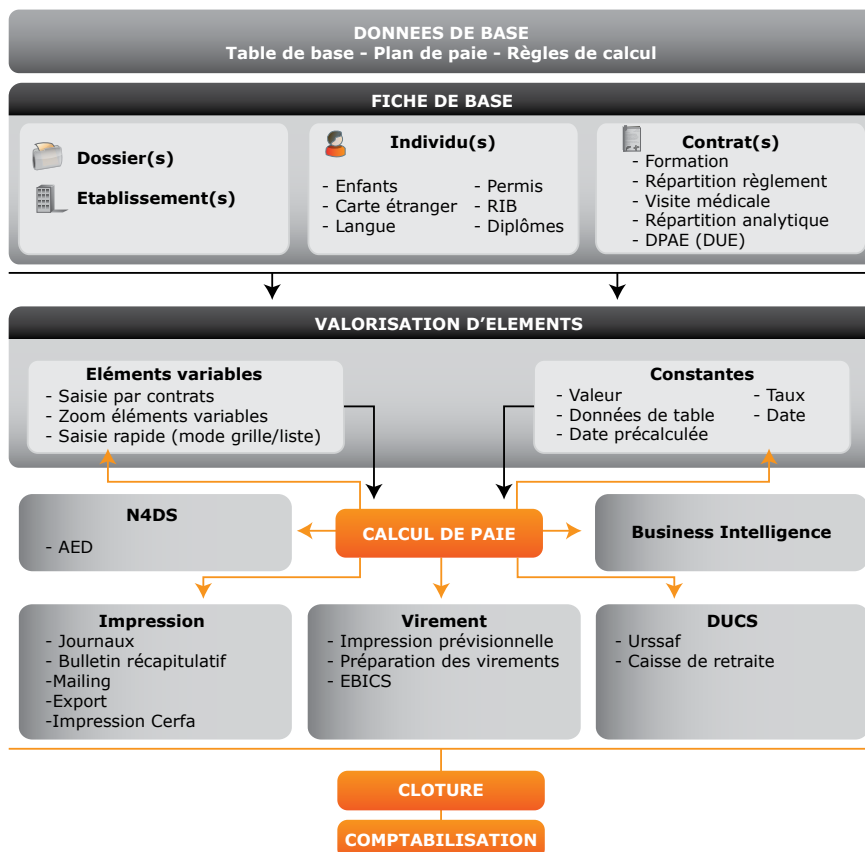 DONNEES DE BASE
Table de base - Plan de paie - Règles de calcul
FICHE DE BASE
Dossier(s)
Etablissement(s)
Individu(s)
- Enfants
- Carte étranger
- Langue
- Permis
- RIB
- Diplômes
Contrat(s)
- Formation
- Répartition règlement
- Visite médicale
- Répartition analytique
- DPAE (DUE)
VALORISATION D'ELEMENTS
Eléments variables
- Saisie par contrats
- Zoom éléments variables
- Saisie rapide (mode grille/liste)
Constantes
- Valeur
- Données de table
- Date précalculée
- Taux
- Date
N4DS
- AED
CALCUL DE PAIE
Business Intelligence
Impression
- Journaux
- Bulletin récapitulatif
-Mailing
-Export
-Impression Cerfa
Virement
- Impression prévisionnelle
- Préparation des virements
- EBICS
DUCS
- Urssaf
- Caisse de retraite
CLOTURE
COMPTABILISATION